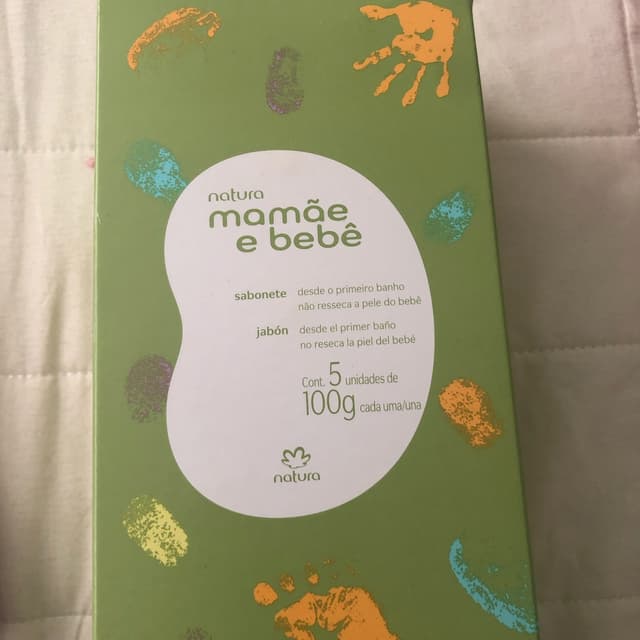 natura
mamãe
e bebê
sabonete desde o primeiro banho
não resseca a pele do bebê
jabón desde el primer baño
no reseca la piel del bebé
Cont. 5 unidades de
100g cada uma/una
natura